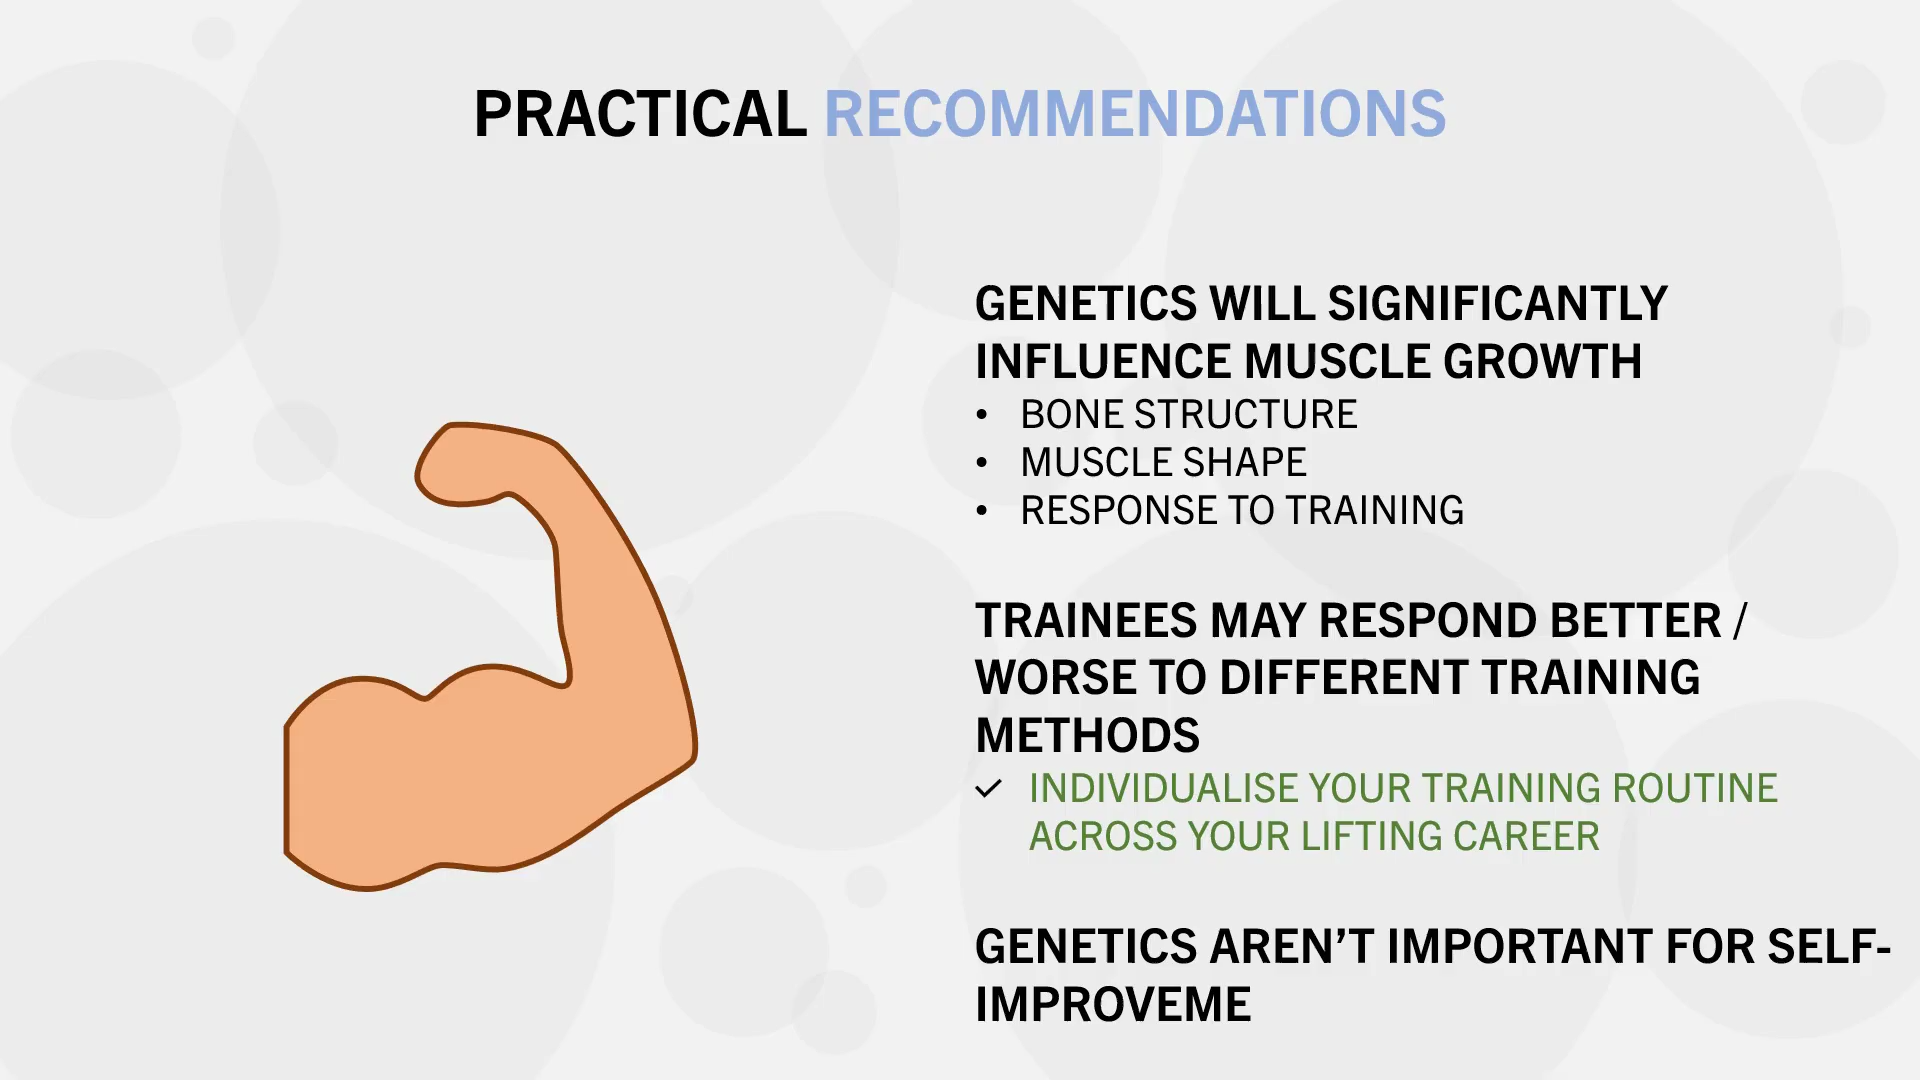 PRACTICAL RECOMMENDATIONS
GENETICS WILL SIGNIFICANTLY
INFLUENCE MUSCLE GROWTH
• BONE STRUCTURE
• MUSCLE SHAPE
• RESPONSE TO TRAINING
TRAINEES MAY RESPOND BETTER /
WORSE TO DIFFERENT TRAINING
METHODS
✓ INDIVIDUALISE YOUR TRAINING ROUTINE
ACROSS YOUR LIFTING CAREER
GENETICS AREN’T IMPORTANT FOR SELF-
IMPROVEME